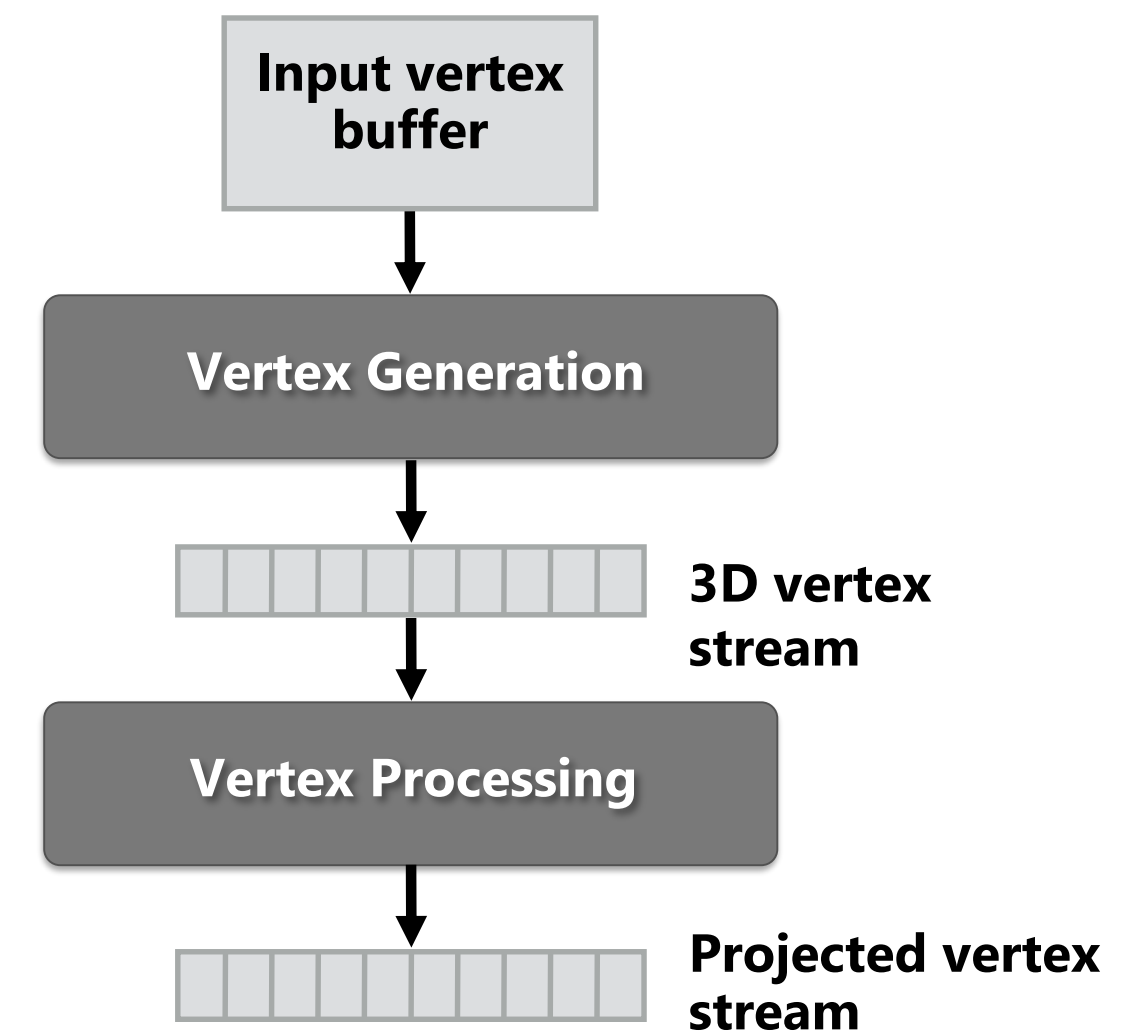 Input vertex
buffer
Vertex Generation
3D vertex
stream
Vertex Processing
Projected vertex
stream